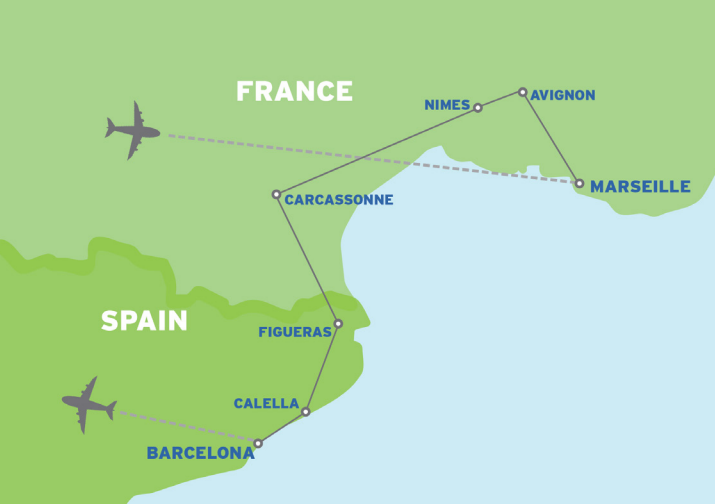 FRANCE
NIMES
AVIGNON
MARSEILLE
CARCASSONNE
SPAIN
FIGUERAS
CALELLA
BARCELONA